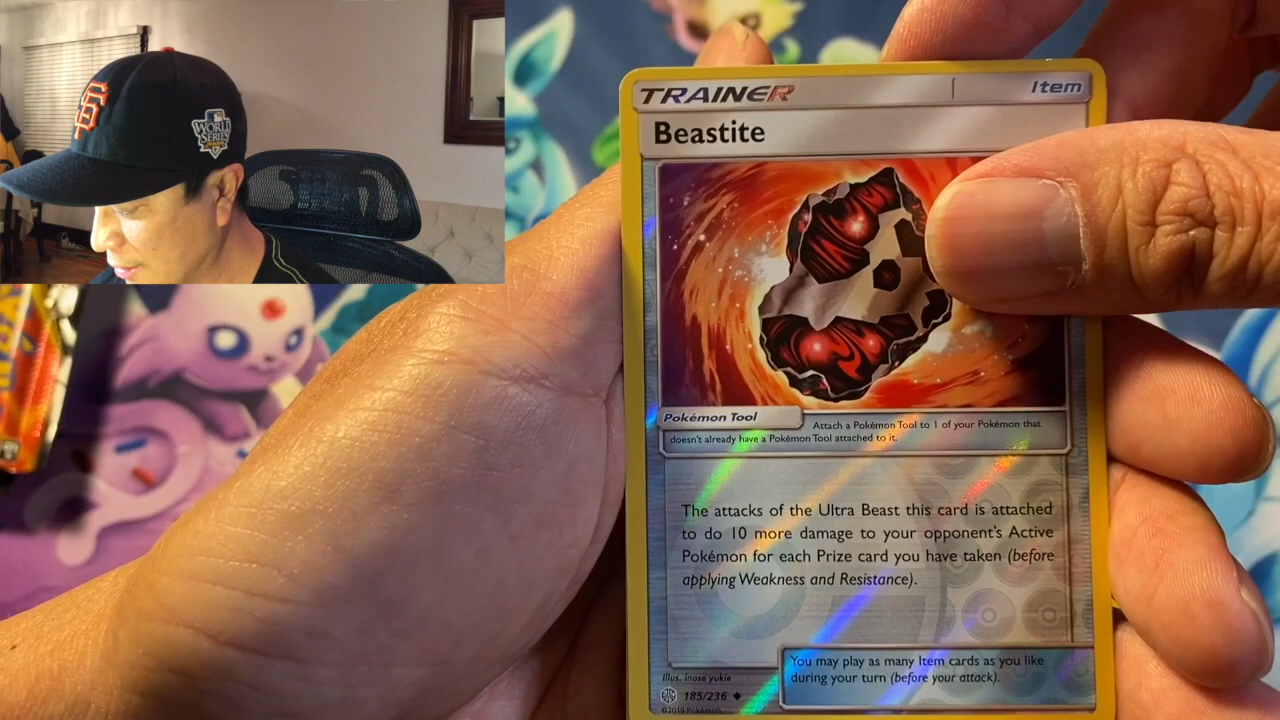 SF
WORLD
SERIES
TRAINER
Item
Beastite
Pokémon Tool
Attach a Pokémon Tool to 1 of your Pokémon that
doesn't already have a Pokémon Tool attached to it.
The attacks of the Ultra Beast this card is attached
to do 10 more damage to your opponent's Active
Pokémon for each Prize card you have taken (before
applying Weakness and Resistance).
You may play as many Item cards as you like
during your turn (before your attack).
Illus. inose yukie
185/236
©2019 Pokémon